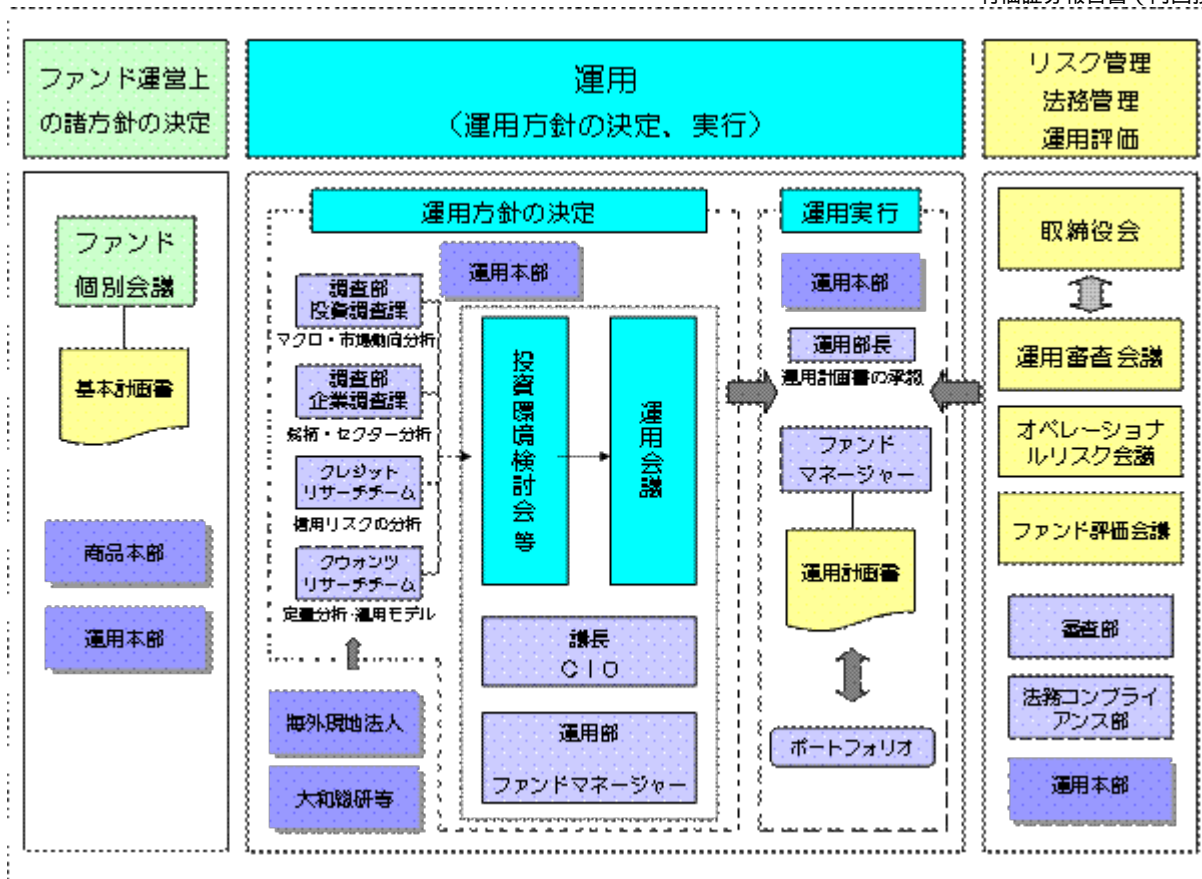 ファンド運営上
の諸方針の決定
運用
(運用方針の決定、実行)
リスク管理
法務管理
運用評価
ファンド
個別会議
基本計画書
商品本部
運用本部
運用方針の決定
運用本部
調査部
投資調査課
マクロ・市場動向分析
調査部
企業調査課
銘柄・セクター分析
クレジット
リサーチチーム
信用リスクの分析
クウォンツ
リサーチチーム
定量分析・運用モデル
海外現地法人
大和総研等
投資環境検討会等
運用会議
議長
CIO
運用部
ファンドマネージャー
運用実行
運用本部
運用部長
運用計画書の承認
ファンド
マネージャー
運用計画書
ポートフォリオ
取締役会
運用審査会議
オペレーショナ
ルリスク会議
ファンド評価会議
審査部
法務コンプライ
アンス部
運用本部